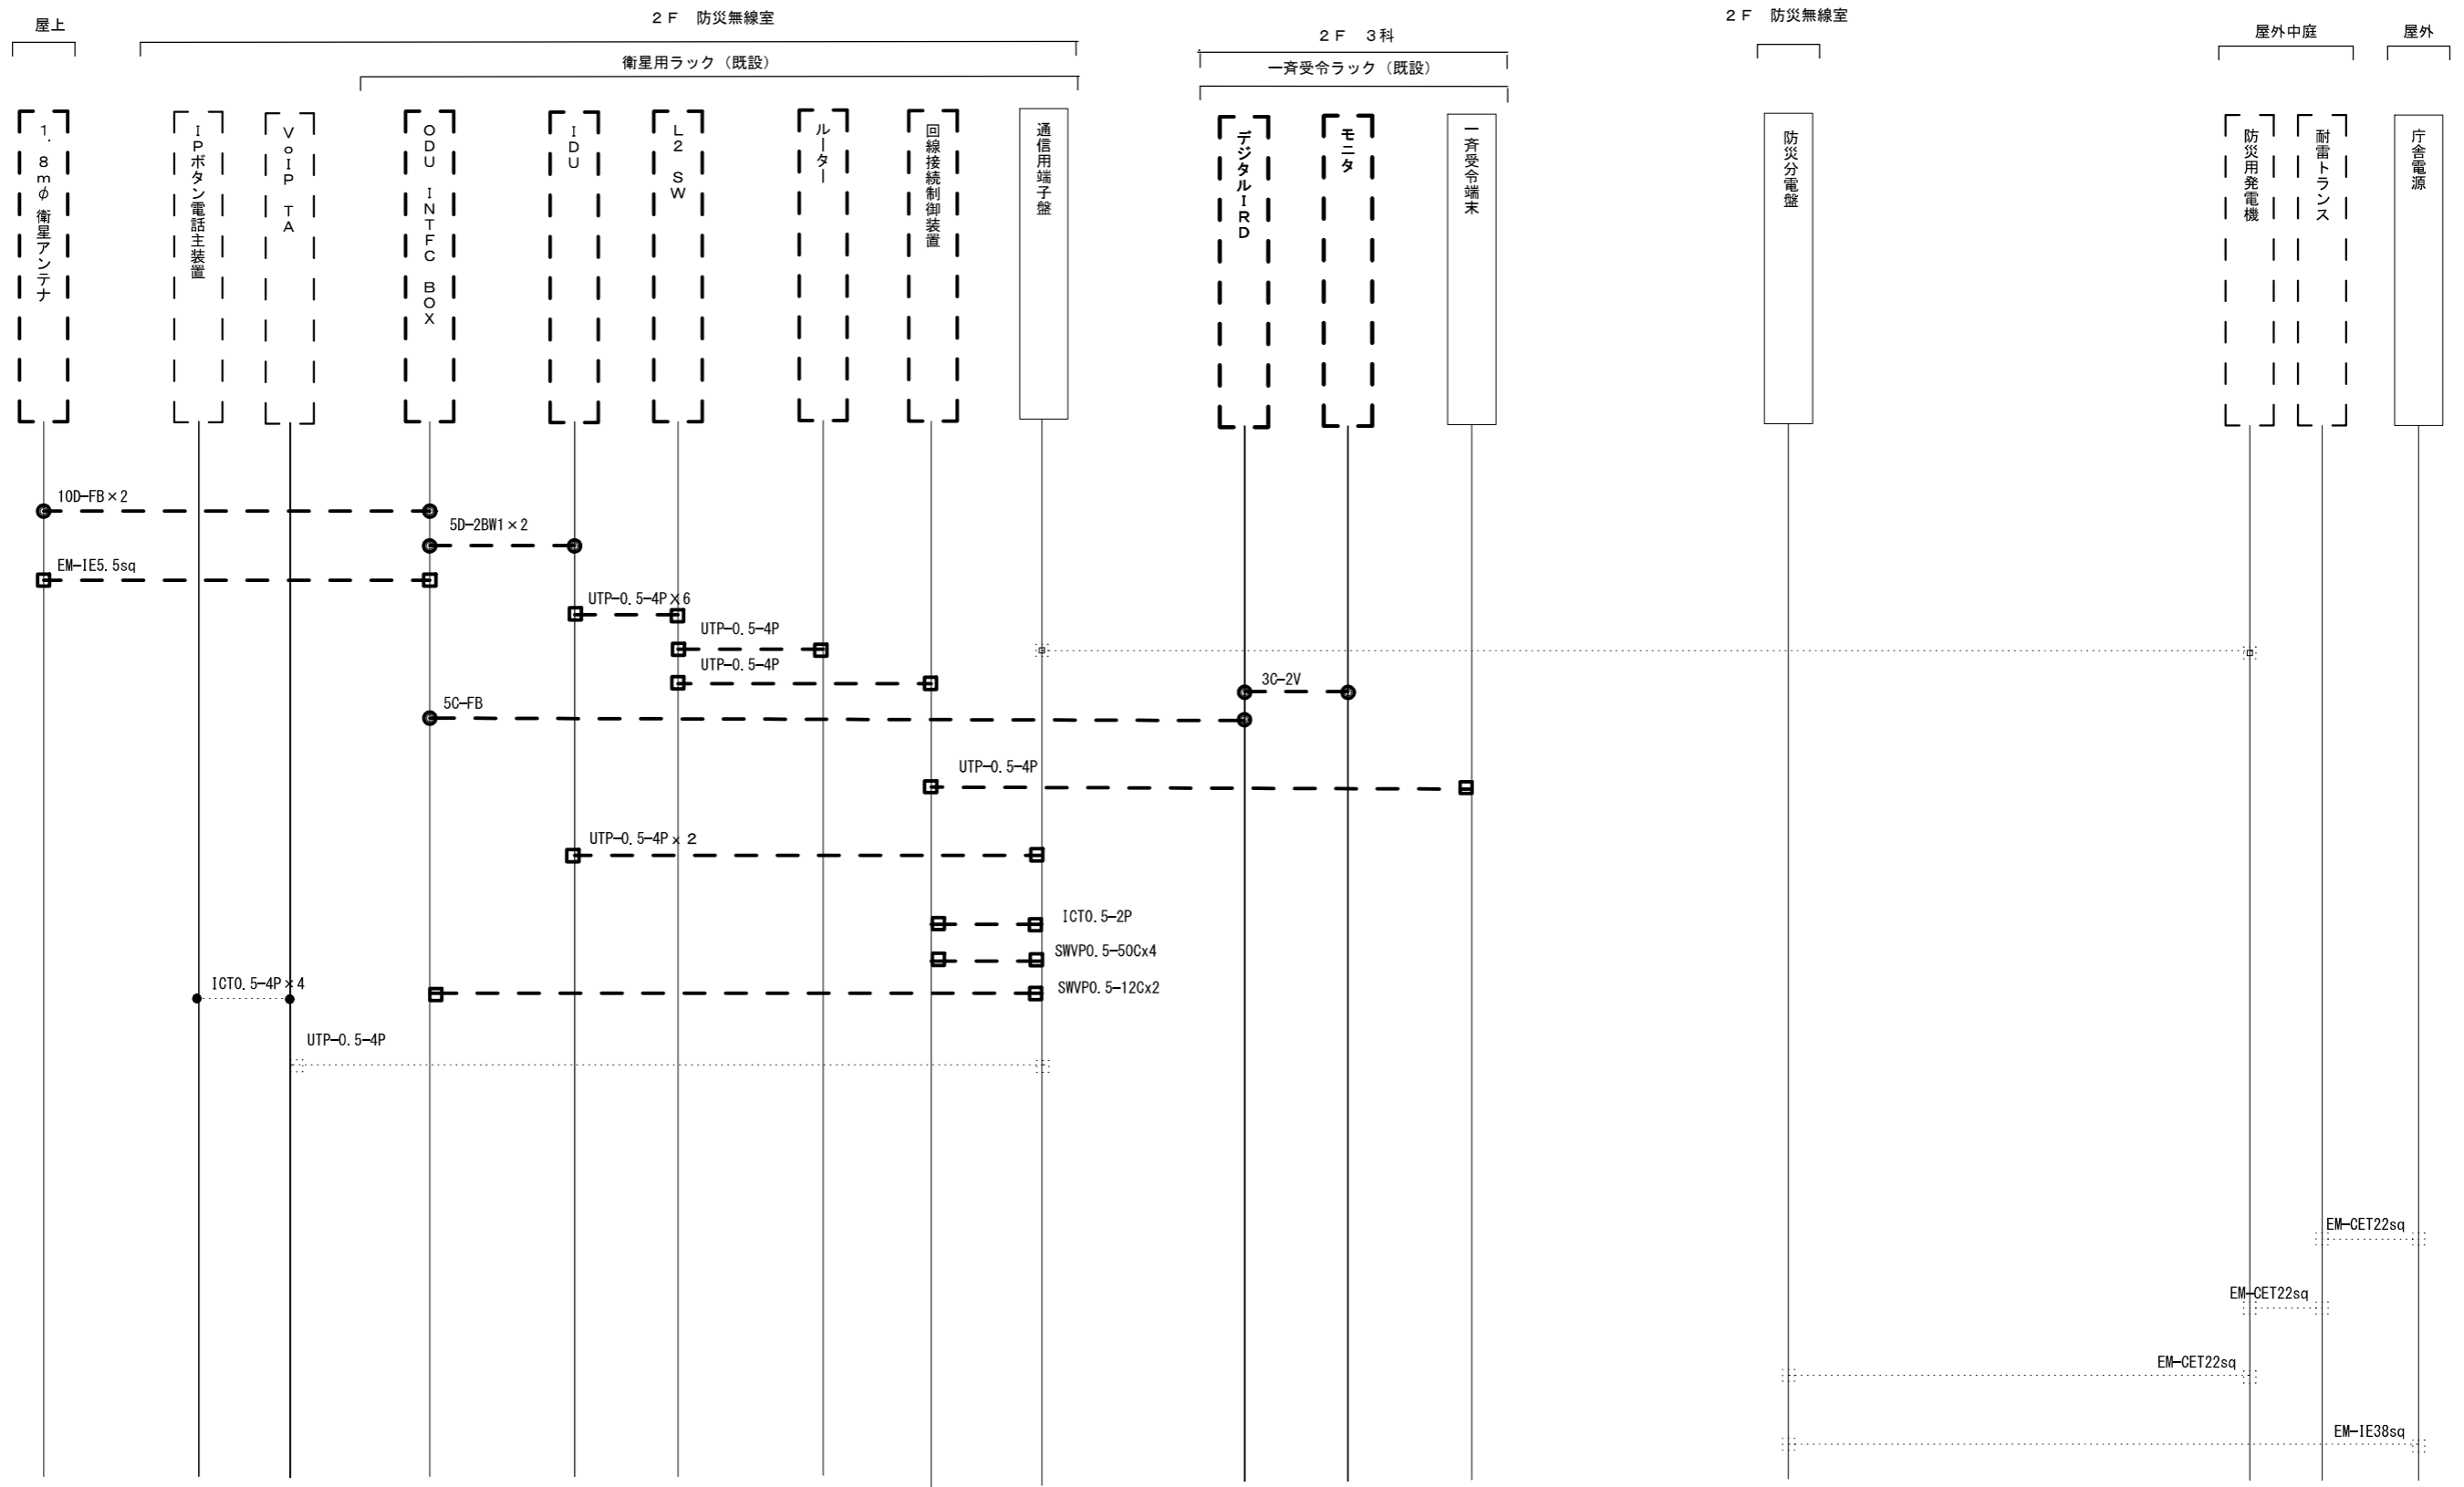 屋上
２Ｆ　防災無線室
２Ｆ　３科
２Ｆ　防災無線室
屋外中庭
屋外
衛星用ラック（既設）
一斉受令ラック（既設）
１．８ｍφ衛星アンテナ
ＩＰボタン電話主装置
ＶｏＩＰ　ＴＡ
ＯＤＵ　ＩＮＴＦＣ　ＢＯＸ
ＩＤＵ
Ｌ２　ＳＷ
ルーター
回線接続制御装置
通信用端子盤
デジタルＩＲＤ
モニタ
一斉受令端末
防災分電盤
防災用発電機
耐雷トランス
庁舎電源
10D-FB×2
5D-2BW1×2
EM-IE5.5sq
UTP-0.5-4P×6
UTP-0.5-4P
UTP-0.5-4P
3C-2V
5C-FB
UTP-0.5-4P
UTP-0.5-4Pｘ２
ICT0.5-2P
SWVP0.5-50Cx4
ICT0.5-4P×4
SWVP0.5-12Cx2
UTP-0.5-4P
EM-CET22sq
EM-CET22sq
EM-CET22sq
EM-IE38sq